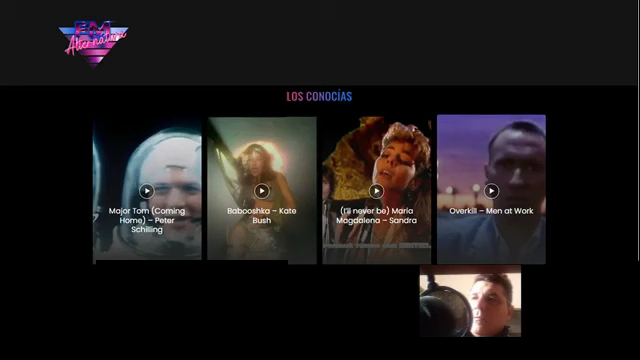 FM
Alternativa
LOS CONOCÍAS
Major Tom (Coming
Home) – Peter
Schilling
Babooshka – Kate
Bush
(I'll never be) Maria
Magdalena – Sandra
Overkill – Men at Work